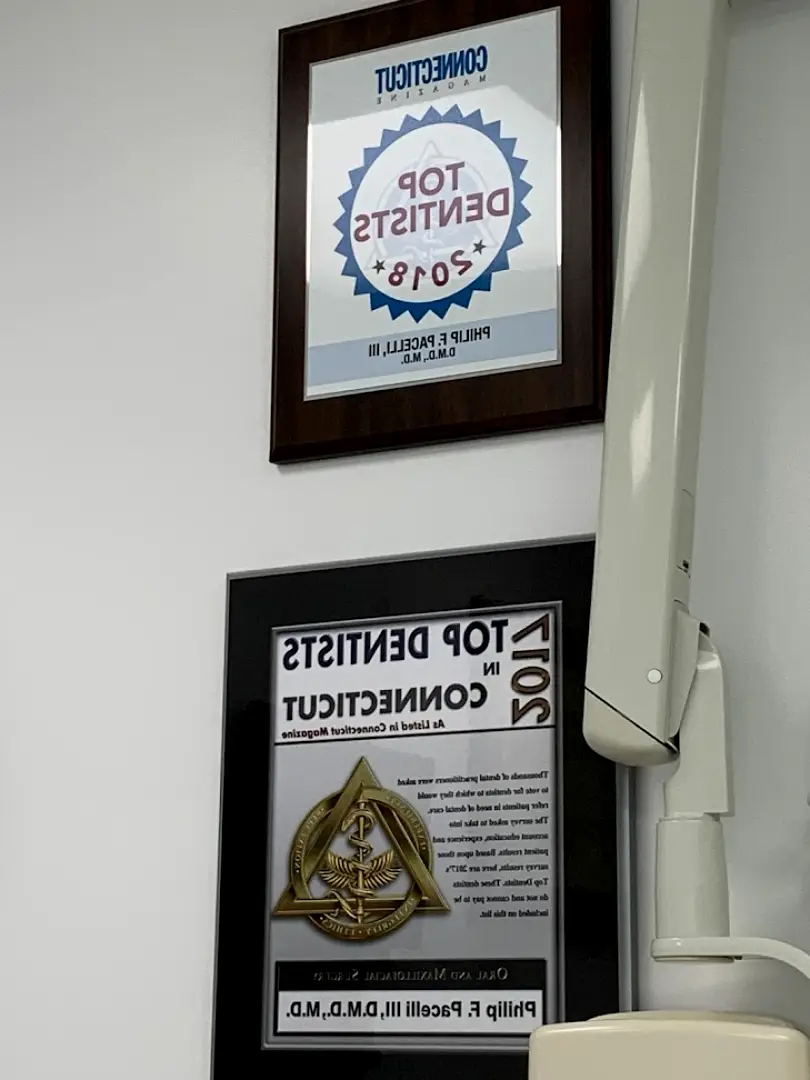 CONNECTICUT
MAGAZINE
TOP
DENTISTS
2018
PHILIP F. PACELLI, III
D.M.D., M.D.
2017
TOP DENTISTS
IN
CONNECTICUT
As Listed in Connecticut Magazine
Thousands of dental practitioners were asked
to vote for dentists to which they would
refer patients in need of dental care.
The survey asked to take into
account education, experience and
patient results. Based upon those
survey results, here are 2017's
Top Dentists. These dentists
do not and cannot pay to be
included on this list.
INTEGRITY • ETHICS
ORAL AND MAXILLOFACIAL SURGERY
Philip F. Pacelli III, D.M.D., M.D.